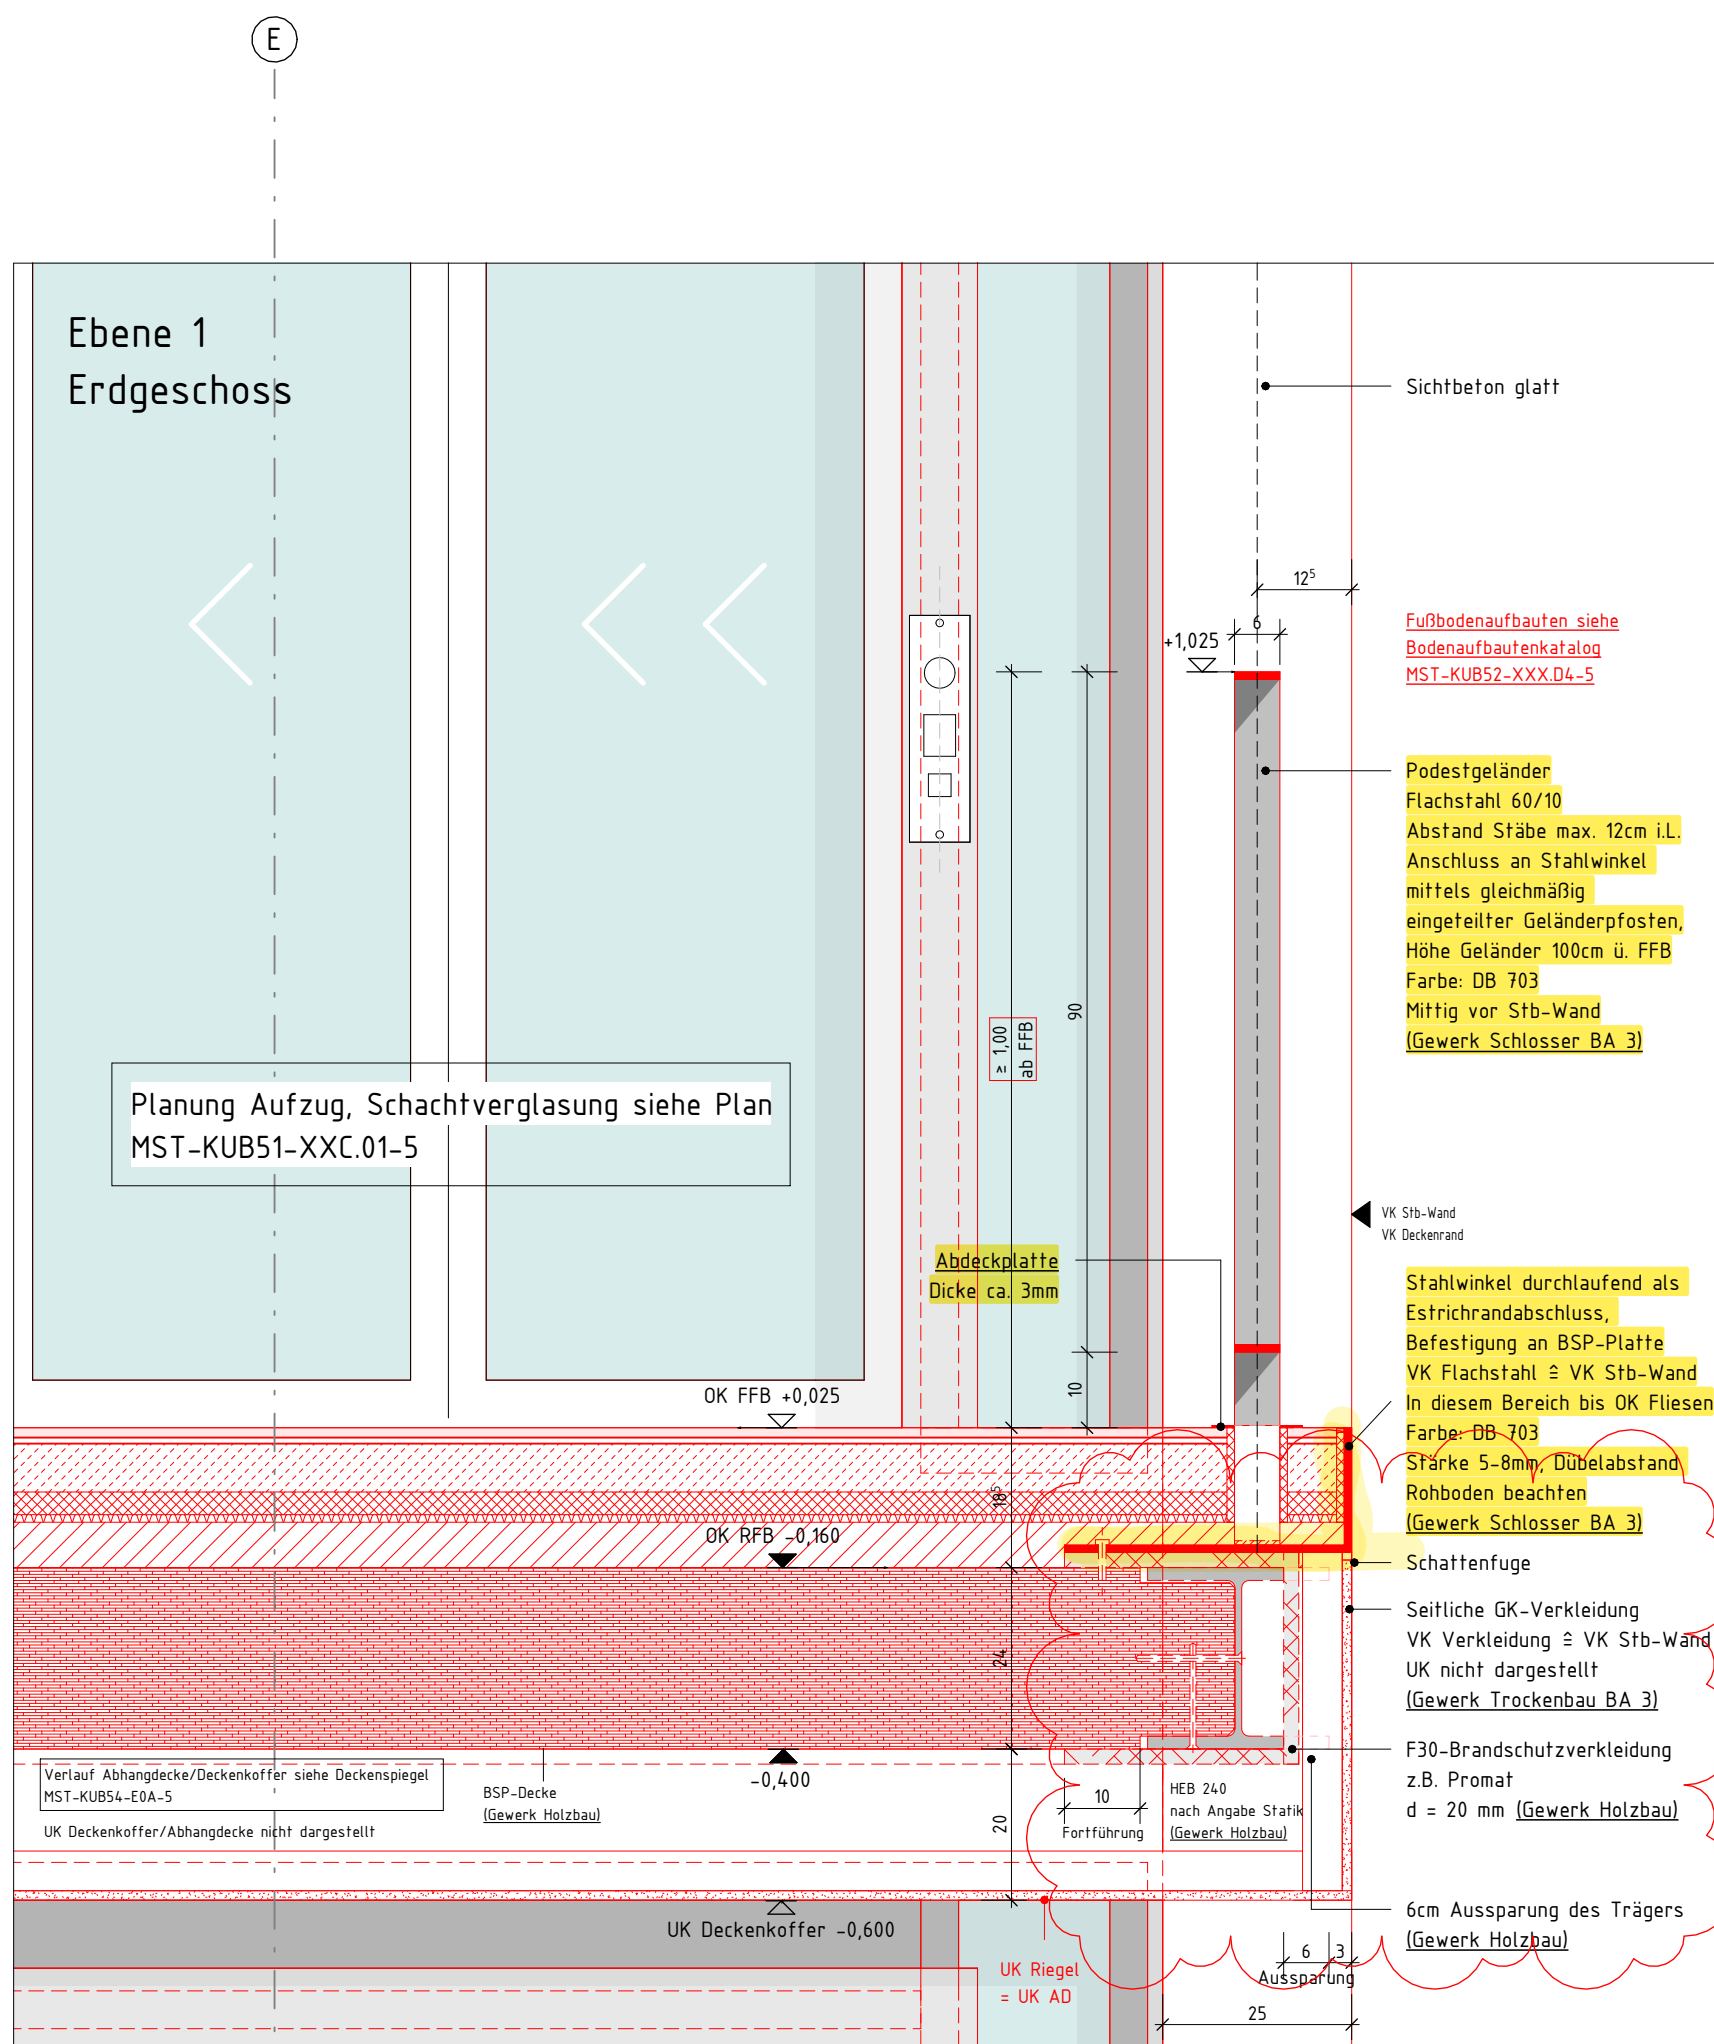 E
Ebene 1
Erdgeschoss
Sichtbeton glatt
12⁵
6
+1,025
Fußbodenaufbauten siehe
Bodenaufbautenkatalog
MST-KUB52-XXX.D4-5
Podestgeländer
Flachstahl 60/10
Abstand Stäbe max. 12cm i.L.
Anschluss an Stahlwinkel
mittels gleichmäßig
eingeteilter Geländerpfosten,
Höhe Geländer 100cm ü. FFB
Farbe: DB 703
Mittig vor Stb-Wand
(Gewerk Schlosser BA 3)
≥ 1,00
ab FFB
90
Planung Aufzug, Schachtverglasung siehe Plan
MST-KUB51-XXC.01-5
VK Stb-Wand
VK Deckenrand
Abdeckplatte
Dicke ca. 3mm
Stahlwinkel durchlaufend als
Estrichrandabschluss,
Befestigung an BSP-Platte
VK Flachstahl ≙ VK Stb-Wand
In diesem Bereich bis OK Fliesen
Farbe: DB 703
Stärke 5-8mm, Dübelabstand
Rohboden beachten
(Gewerk Schlosser BA 3)
10
OK FFB +0,025
18⁵
OK RFB -0,160
Schattenfuge
Seitliche GK-Verkleidung
VK Verkleidung ≙ VK Stb-Wand
UK nicht dargestellt
(Gewerk Trockenbau BA 3)
24
F30-Brandschutzverkleidung
z.B. Promat
d = 20 mm (Gewerk Holzbau)
Verlauf Abhangdecke/Deckenkoffer siehe Deckenspiegel
MST-KUB54-E0A-5
UK Deckenkoffer/Abhangdecke nicht dargestellt
BSP-Decke
(Gewerk Holzbau)
-0,400
20
10
Fortführung
HEB 240
nach Angabe Statik
(Gewerk Holzbau)
UK Deckenkoffer -0,600
6cm Aussparung des Trägers
(Gewerk Holzbau)
UK Riegel
= UK AD
6
3
Aussparung
25